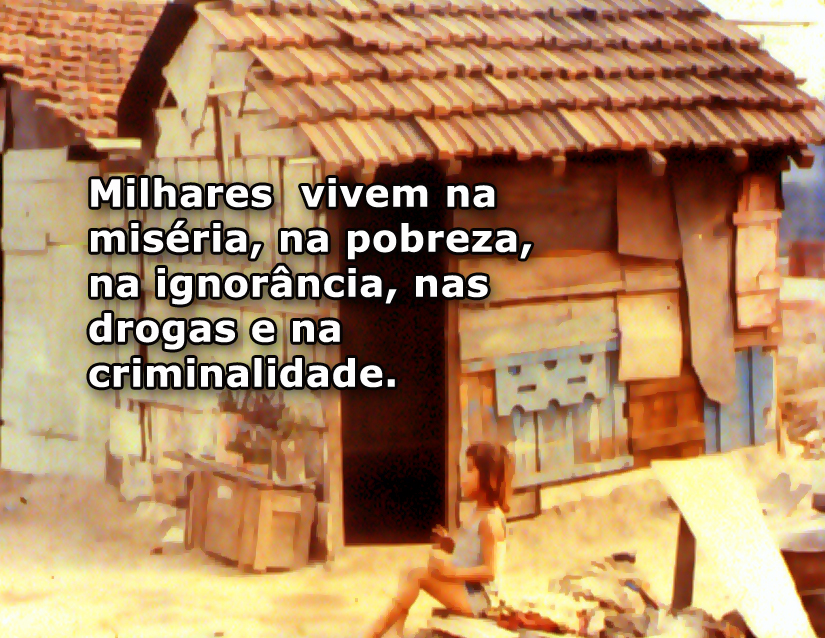 Milhares vivem na
miséria, na pobreza,
na ignorância, nas
drogas e na
criminalidade.